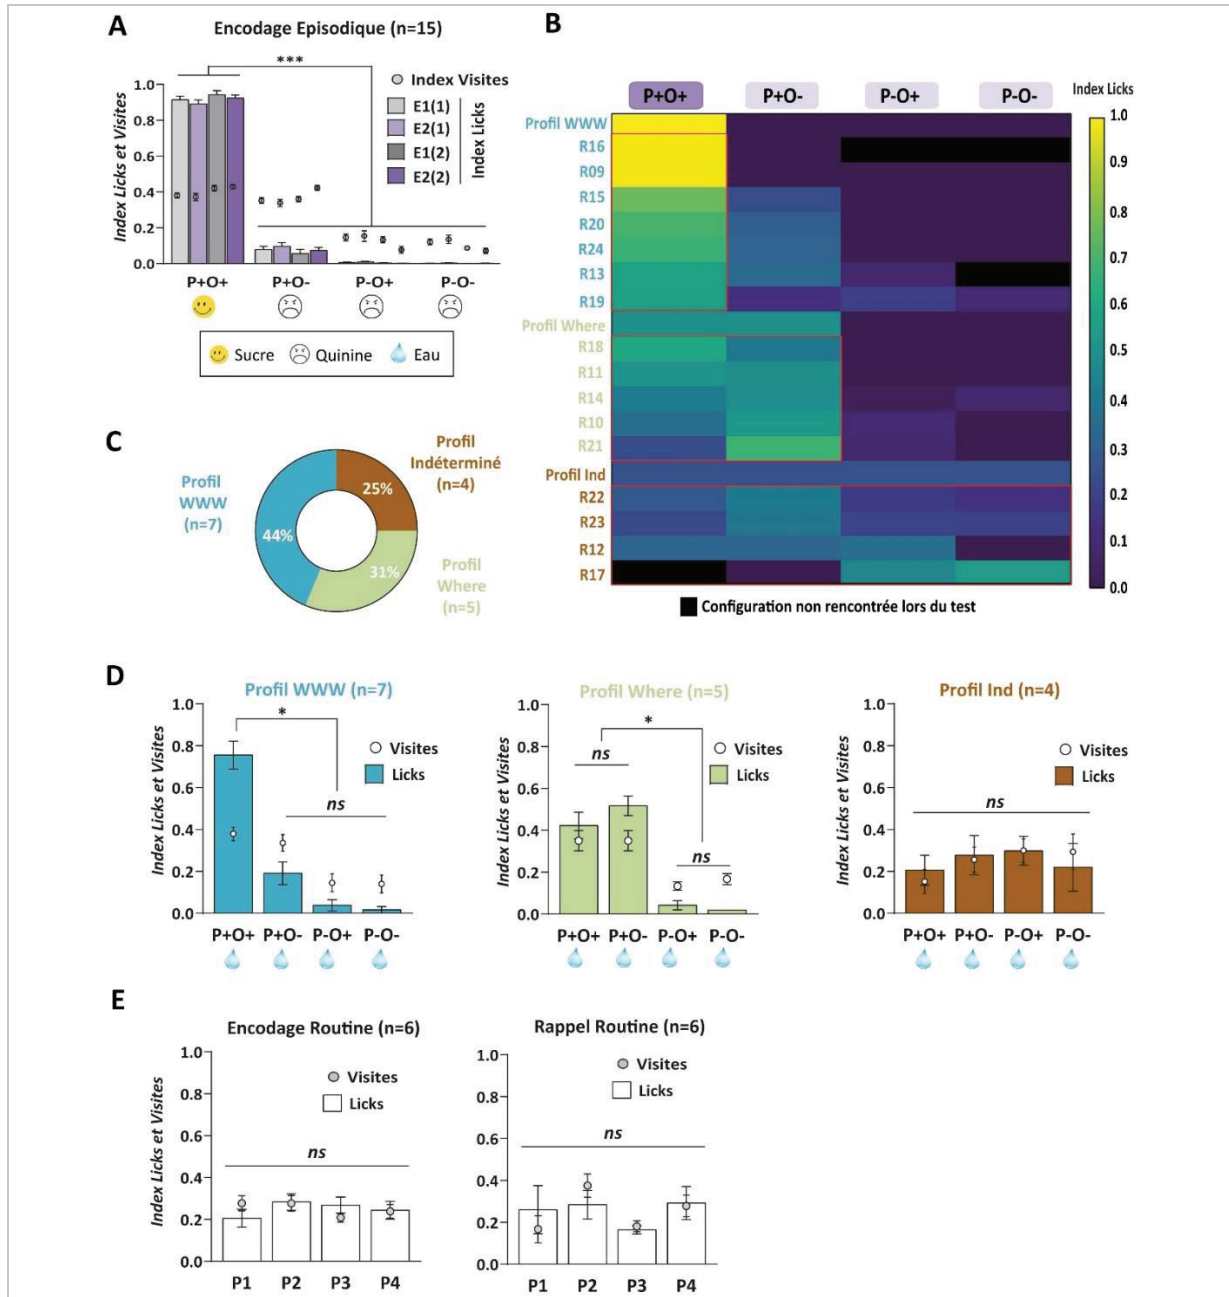 A
Encodage Episodique (n=15)
***
Index Visites
E1(1)
E2(1)
E1(2)
E2(2)
Index Licks
Index Licks et Visites
1.0
0.8
0.6
0.4
0.2
0.0
P+O+ P+O- P-O+ P-O-
Sucre Quinine Eau
B
P+O+ P+O- P-O+ P-O-
Index Licks
Profil WWW
R16
R09
R15
R20
R24
R13
R19
Profil Where
R18
R11
R14
R10
R21
Profil Ind
R22
R23
R12
R17
1.0
0.9
0.8
0.7
0.6
0.5
0.4
0.3
0.2
0.1
0.0
Configuration non rencontrée lors du test
C
Profil
WWW
(n=7)
44%
Profil
Indéterminé
(n=4)
25%
31%
Profil
Where
(n=5)
D
Profil WWW (n=7)
*
Visites
Licks
ns
Index Licks et Visites
1.0
0.8
0.6
0.4
0.2
0.0
P+O+ P+O- P-O+ P-O-
Profil Where (n=5)
*
ns
Visites
Licks
ns
Index Licks et Visites
1.0
0.8
0.6
0.4
0.2
0.0
P+O+ P+O- P-O+ P-O-
Profil Ind (n=4)
Visites
Licks
ns
Index Licks et Visites
1.0
0.8
0.6
0.4
0.2
0.0
P+O+ P+O- P-O+ P-O-
E
Encodage Routine (n=6)
Visites
Licks
ns
Index Licks et Visites
1.0
0.8
0.6
0.4
0.2
0.0
P1 P2 P3 P4
Rappel Routine (n=6)
Visites
Licks
ns
1.0
0.8
0.6
0.4
0.2
0.0
P1 P2 P3 P4